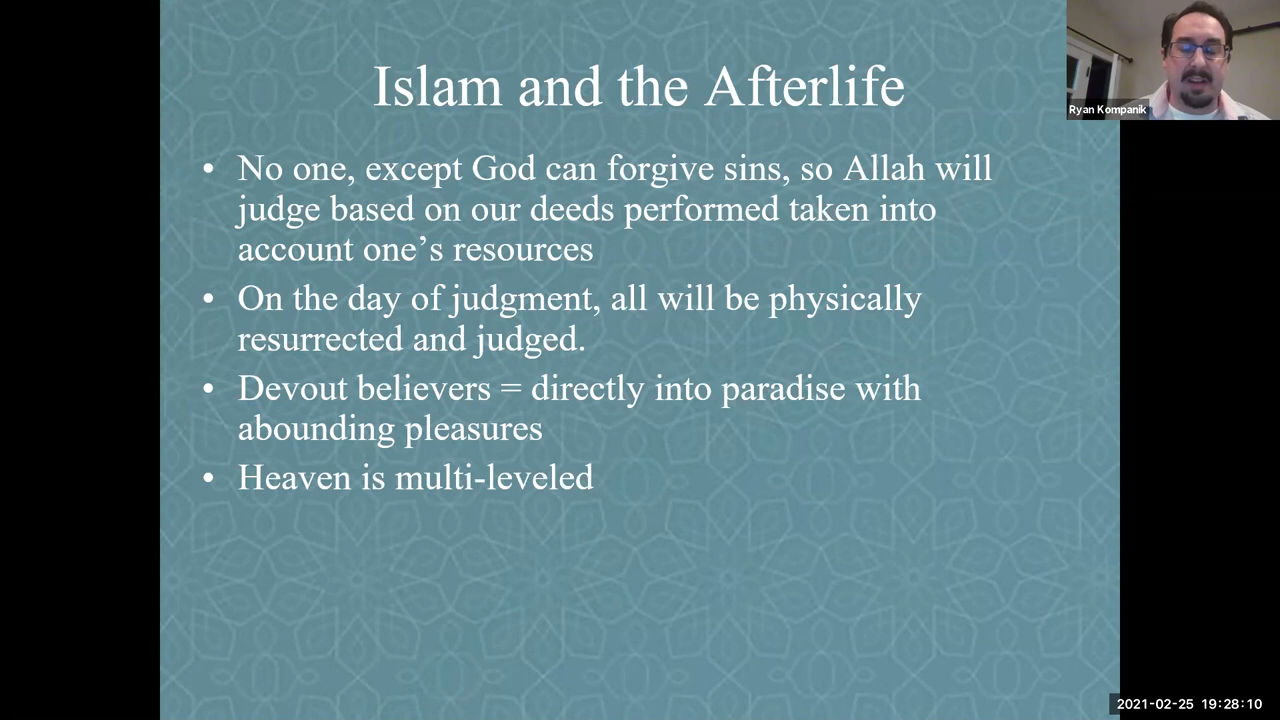 Islam and the Afterlife
Ryan Kompanik
• No one, except God can forgive sins, so Allah will
judge based on our deeds performed taken into
account one’s resources
• On the day of judgment, all will be physically
resurrected and judged.
• Devout believers = directly into paradise with
abounding pleasures
• Heaven is multi-leveled
2021-02-25 19:28:10